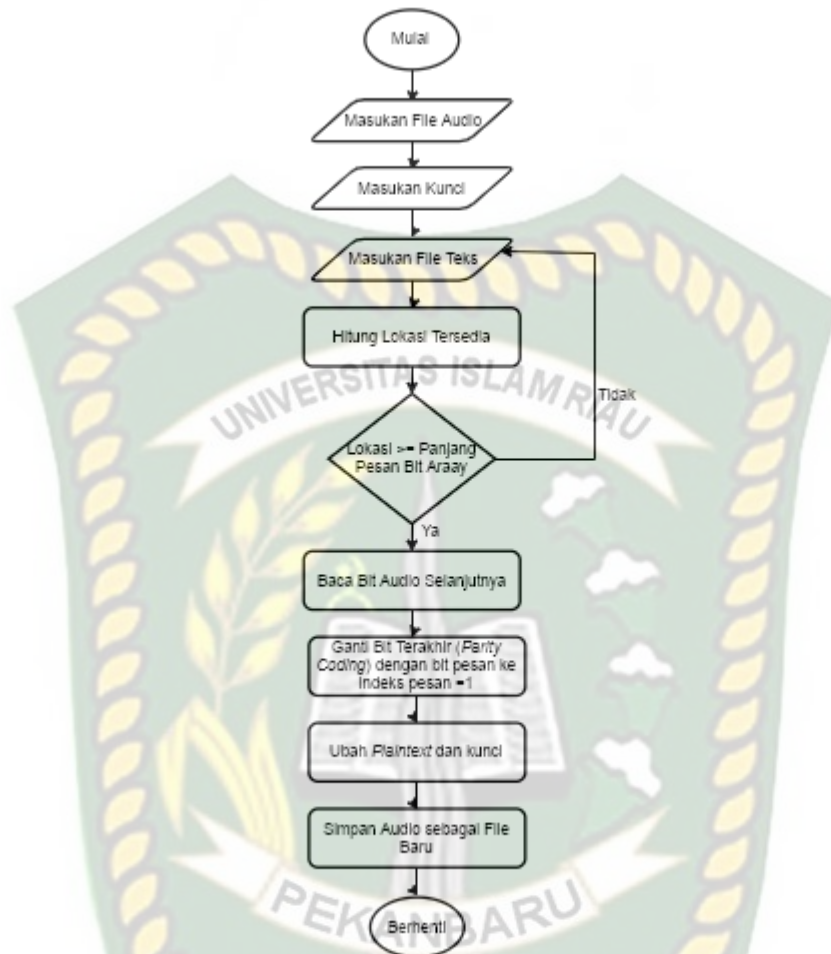 Mulai
Masukan File Audio
Masukan Kunci
Masukan File Teks
Hitung Lokasi Tersedia
UNIVERSITAS ISLAM RIAU
Tidak
Lokasi >= Panjang
Pesan Bit Araay
Ya
Baca Bit Audio Selanjutnya
Ganti Bit Terakhir (Parity
Coding) dengan bit pesan ke
indeks pesan =1
Ubah Plaintext dan kunci
Simpan Audio sebagai File
Baru
PEKANBARU
Berhenti